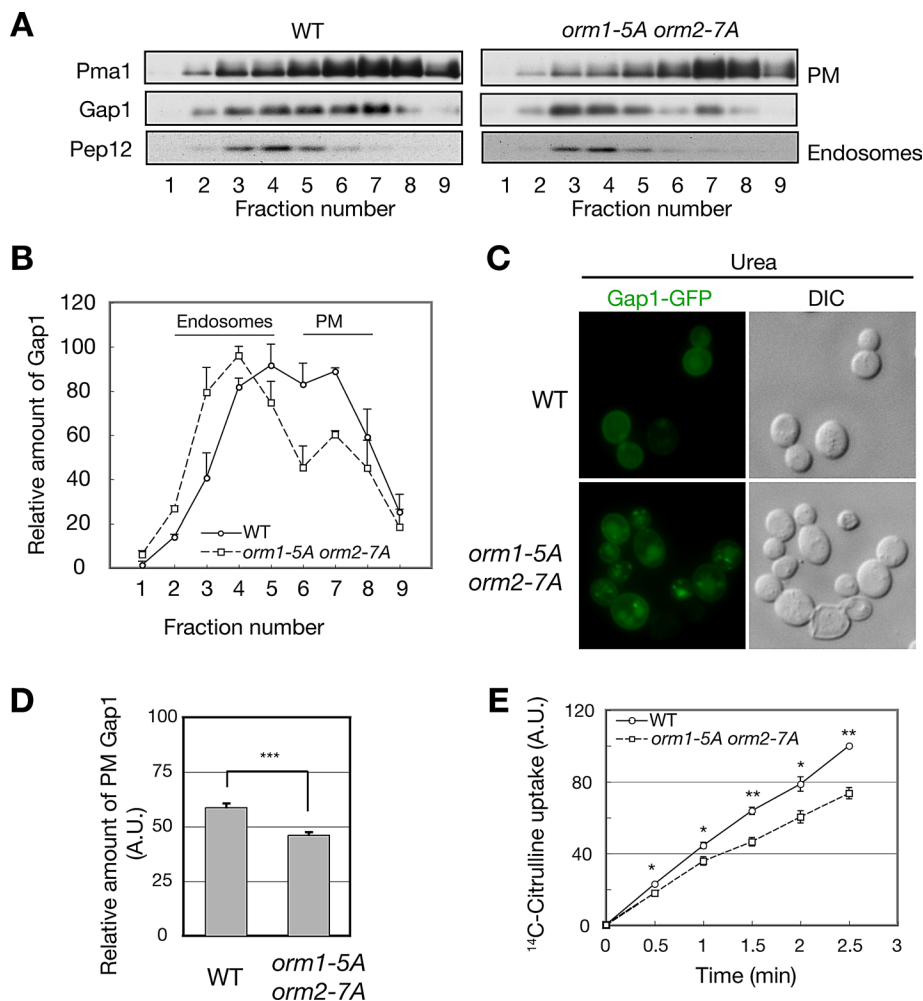 A
WT
orm1-5A orm2-7A
Pma1
PM
Gap1
Pep12
Endosomes
1 2 3 4 5 6 7 8 9
1 2 3 4 5 6 7 8 9
Fraction number
Fraction number
B
Relative amount of Gap1
120
100
80
60
40
20
0
Endosomes
PM
WT
orm1-5A orm2-7A
1 2 3 4 5 6 7 8 9
Fraction number
C
Urea
Gap1-GFP
DIC
WT
orm1-5A
orm2-7A
D
Relative amount of PM Gap1
(A.U.)
100
75
50
25
0
***
WT
orm1-5A
orm2-7A
E
14C-Citrulline uptake (A.U.)
120
80
40
0
WT
orm1-5A orm2-7A
*
*
**
*
**
0 0.5 1 1.5 2 2.5 3
Time (min)